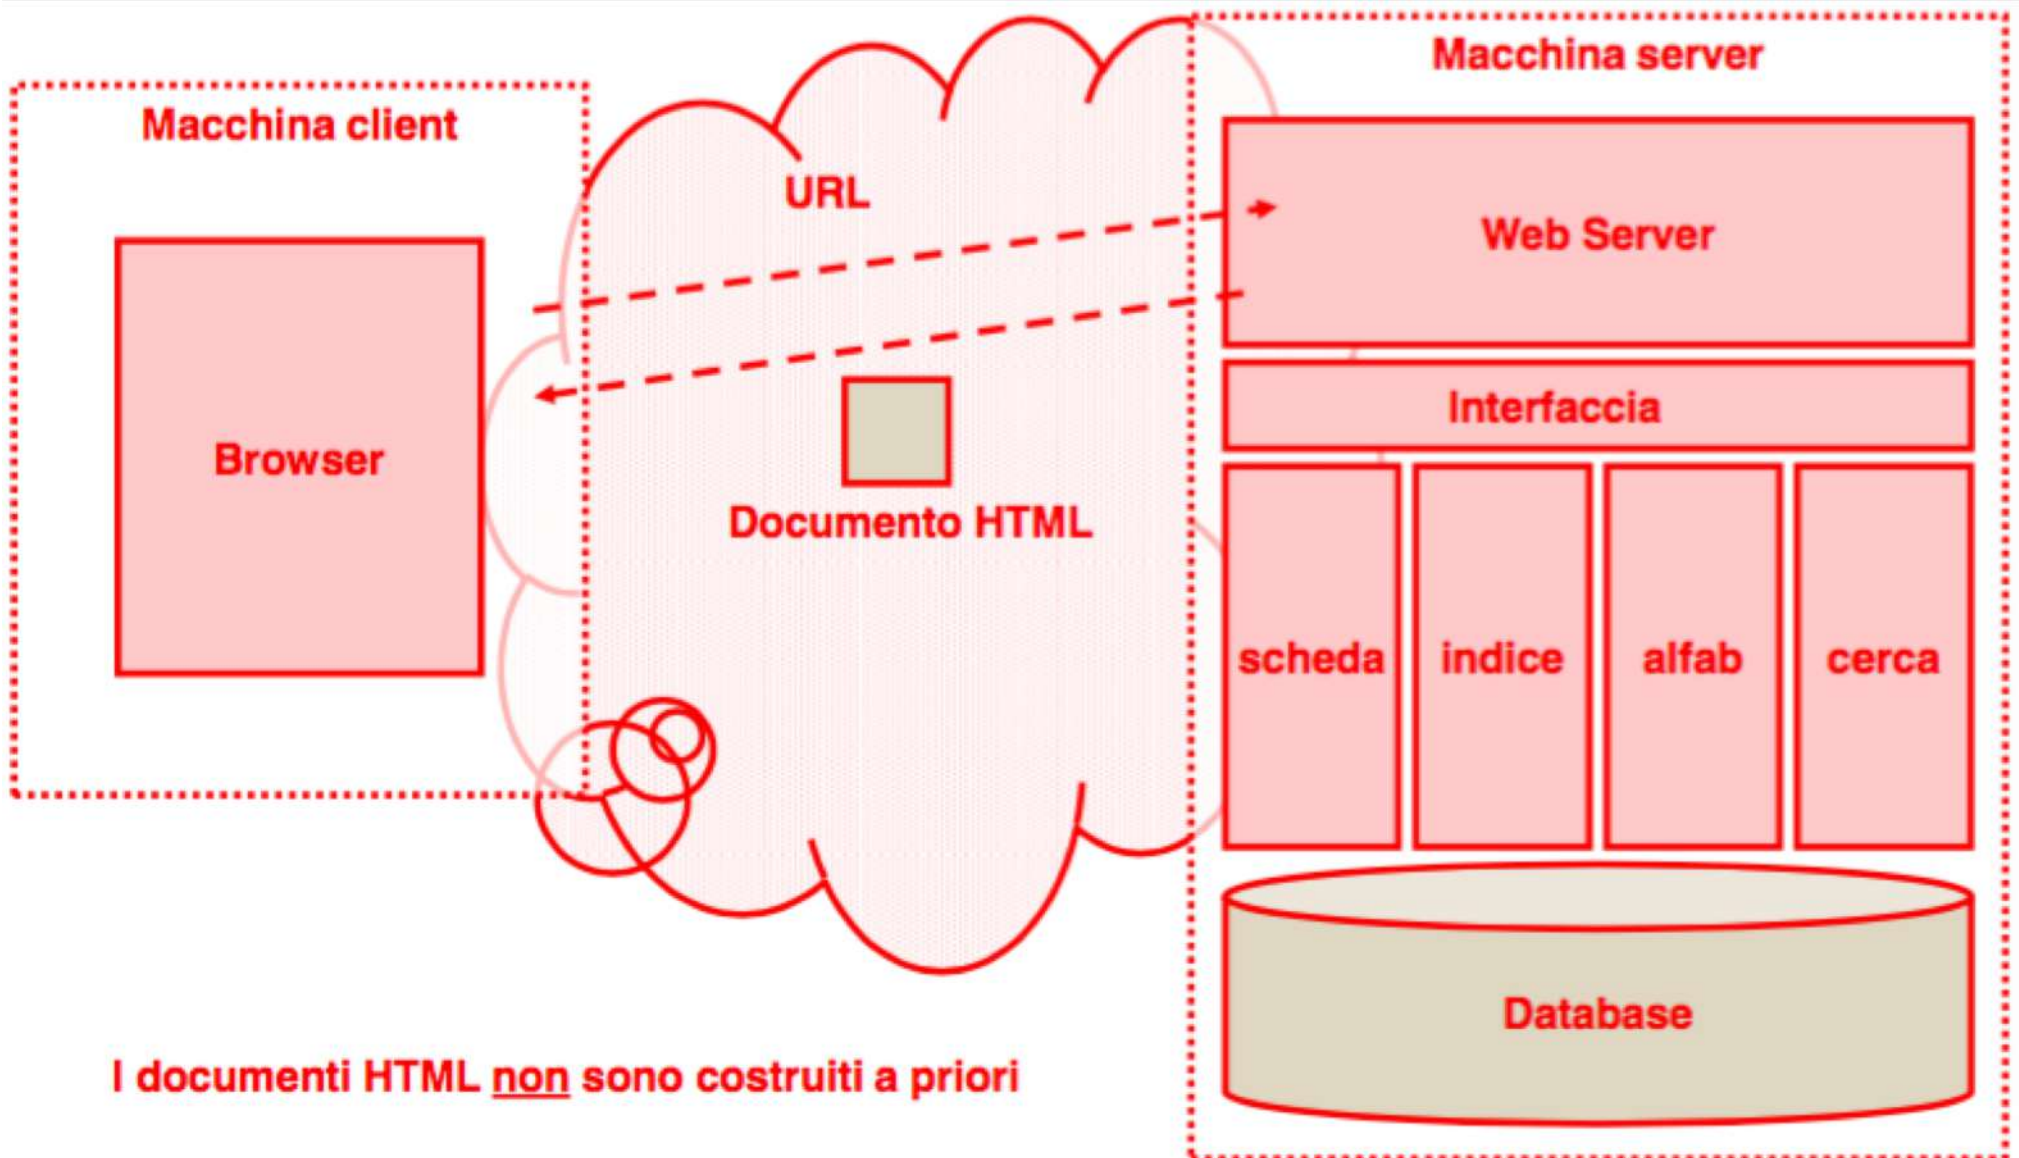 Macchina client
Browser
URL
Documento HTML
Macchina server
Web Server
Interfaccia
scheda
indice
alfab
cerca
Database
I documenti HTML non sono costruiti a priori